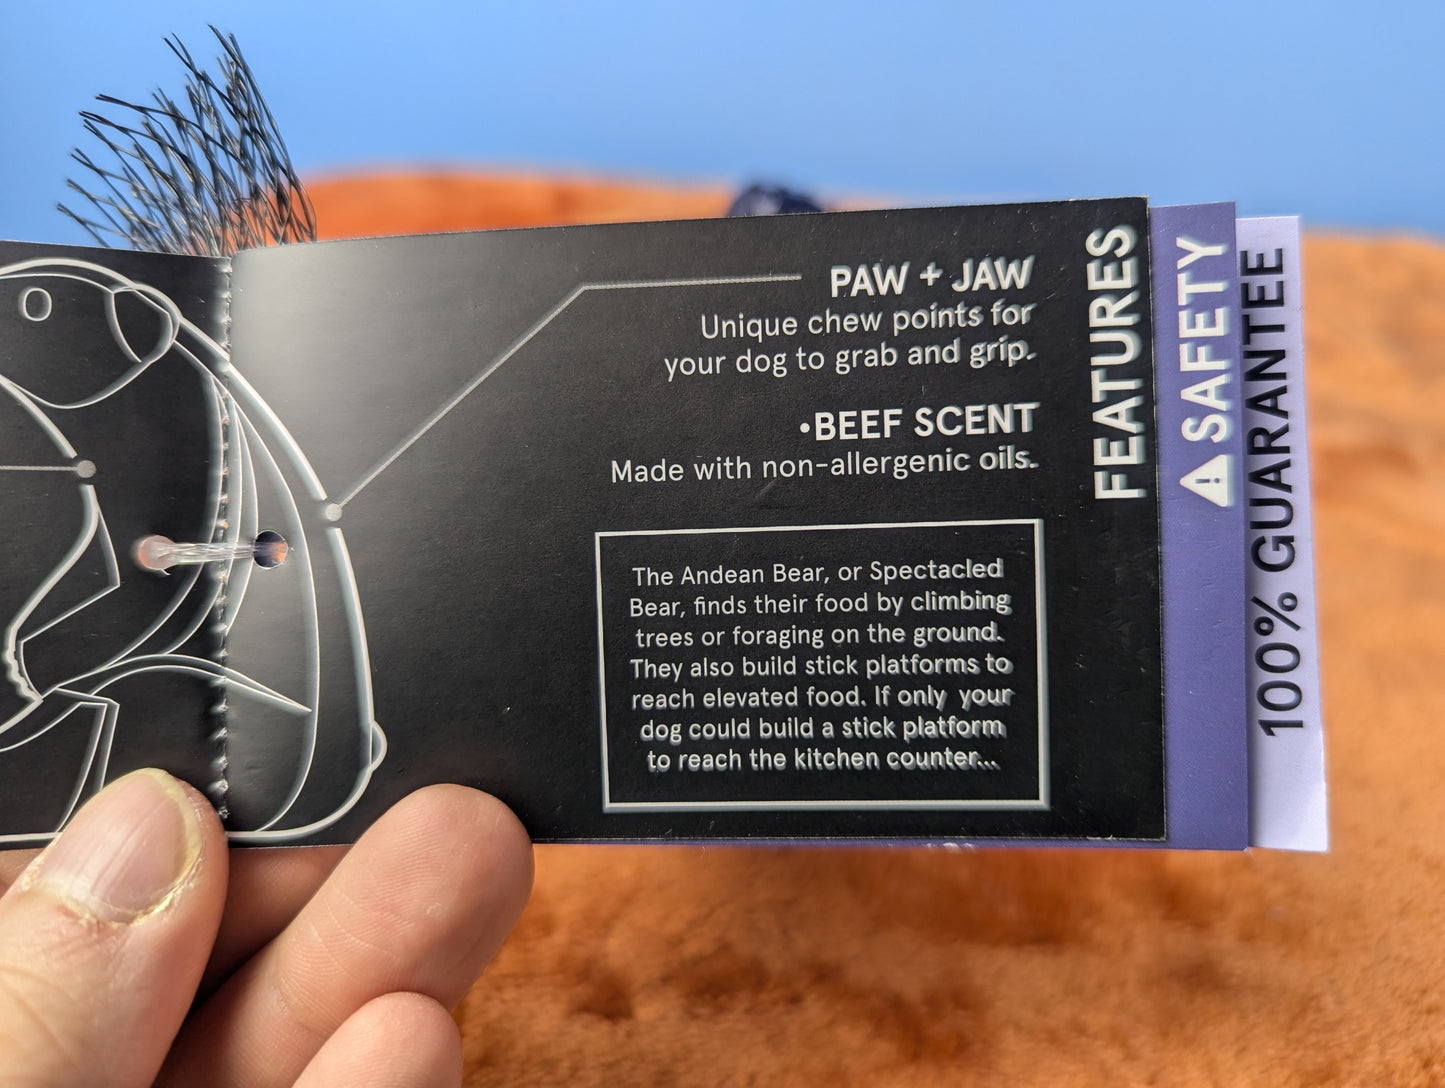 PAW + JAW
Unique chew points for
your dog to grab and grip.
•BEEF SCENT
Made with non-allergenic oils.
The Andean Bear, or Spectacled
Bear, finds their food by climbing
trees or foraging on the ground.
They also build stick platforms to
reach elevated food. If only your
dog could build a stick platform
to reach the kitchen counter...
FEATURES
SAFETY
100% GUARANTEE